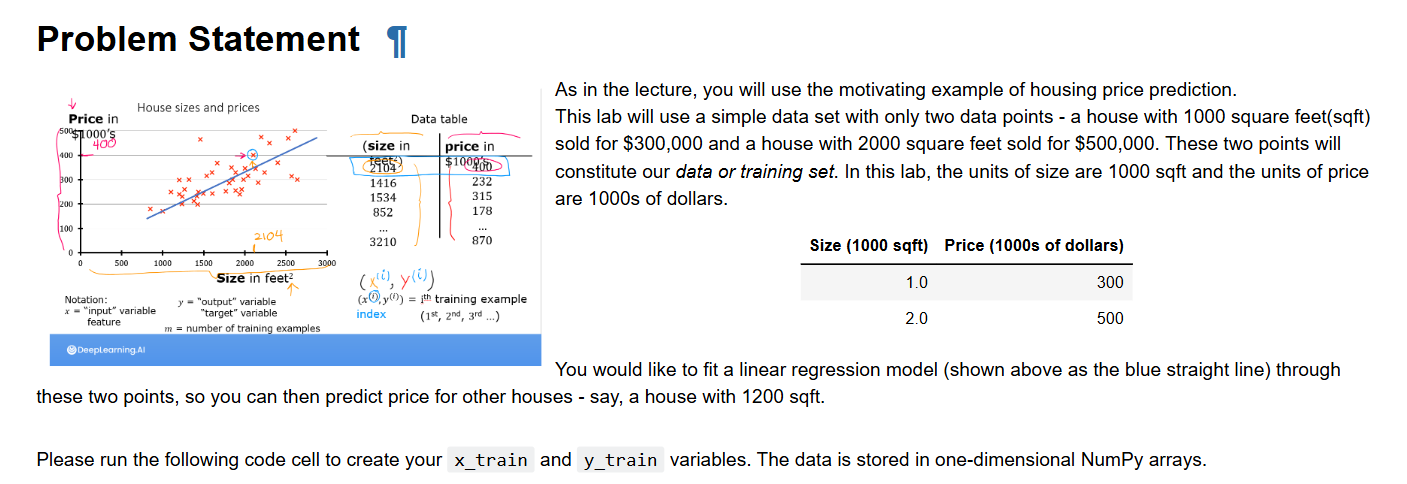 Problem Statement ¶
House sizes and prices
Price in
$1000's
400
500
400
300
200
100
0
2104
0 500 1000 1500 2000 2500 3000
Size in feet²
Notation:
x = "input" variable
feature
y = "output" variable
"target" variable
m = number of training examples
Data table
(size in feet²) price in $1000's
2104 400
1416 232
1534 315
852 178
... ...
3210 870
(x⁽ⁱ⁾, y⁽ⁱ⁾)
(x⁽ⁱ⁾,y⁽ⁱ⁾) = iᵗʰ training example
index (1ˢᵗ, 2ⁿᵈ, 3ʳᵈ ...)
DeepLearning.AI
As in the lecture, you will use the motivating example of housing price prediction.
This lab will use a simple data set with only two data points - a house with 1000 square feet(sqft)
sold for $300,000 and a house with 2000 square feet sold for $500,000. These two points will
constitute our data or training set. In this lab, the units of size are 1000 sqft and the units of price
are 1000s of dollars.
Size (1000 sqft) Price (1000s of dollars)
1.0 300
2.0 500
You would like to fit a linear regression model (shown above as the blue straight line) through
these two points, so you can then predict price for other houses - say, a house with 1200 sqft.
Please run the following code cell to create your x_train and y_train variables. The data is stored in one-dimensional NumPy arrays.